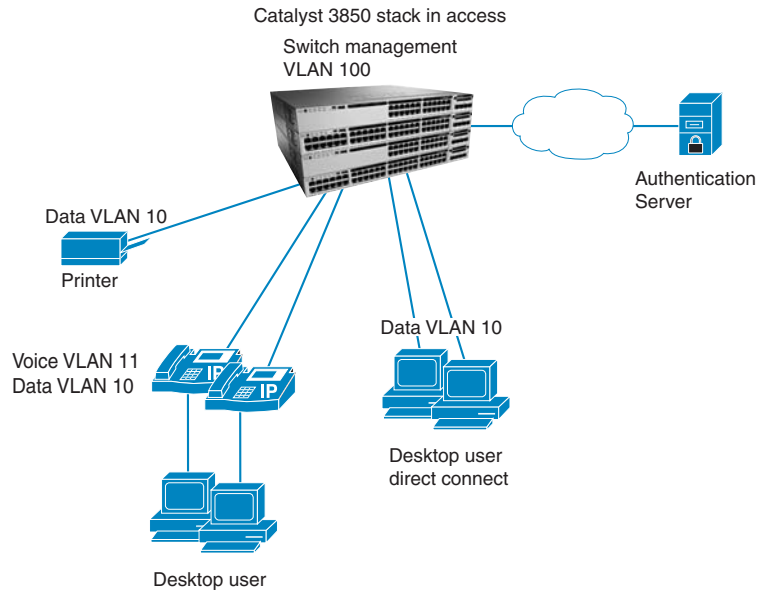 Catalyst 3850 stack in access
Switch management
VLAN 100
Authentication
Server
Data VLAN 10
Printer
Voice VLAN 11
Data VLAN 10
IP
IP
Data VLAN 10
Desktop user
direct connect
Desktop user